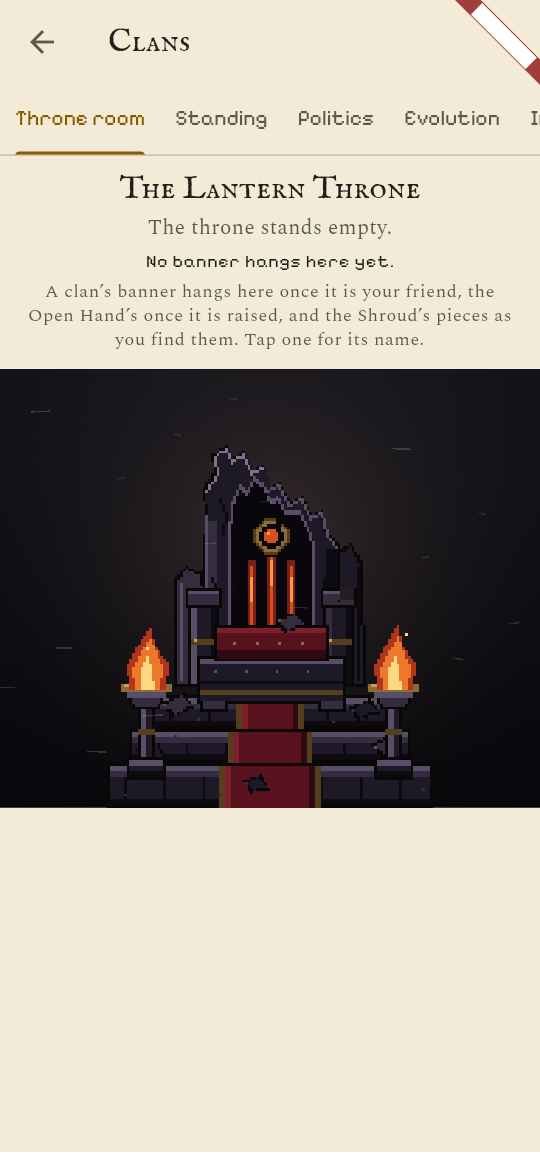 Clans
Throne room Standing Politics Evolution
The Lantern Throne
The throne stands empty.
No banner hangs here yet.
A clan’s banner hangs here once it is your friend, the
Open Hand’s once it is raised, and the Shroud’s pieces as
you find them. Tap one for its name.